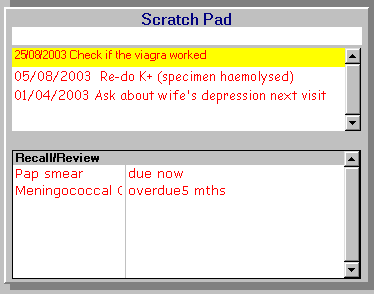 Scratch Pad
25/08/2003 Check if the viagra worked
05/08/2003 Re-do K+ (specimen haemolysed)
01/04/2003 Ask about wife's depression next visit
Recall/Review
Pap smear due now
Meningococcal overdue5 mths